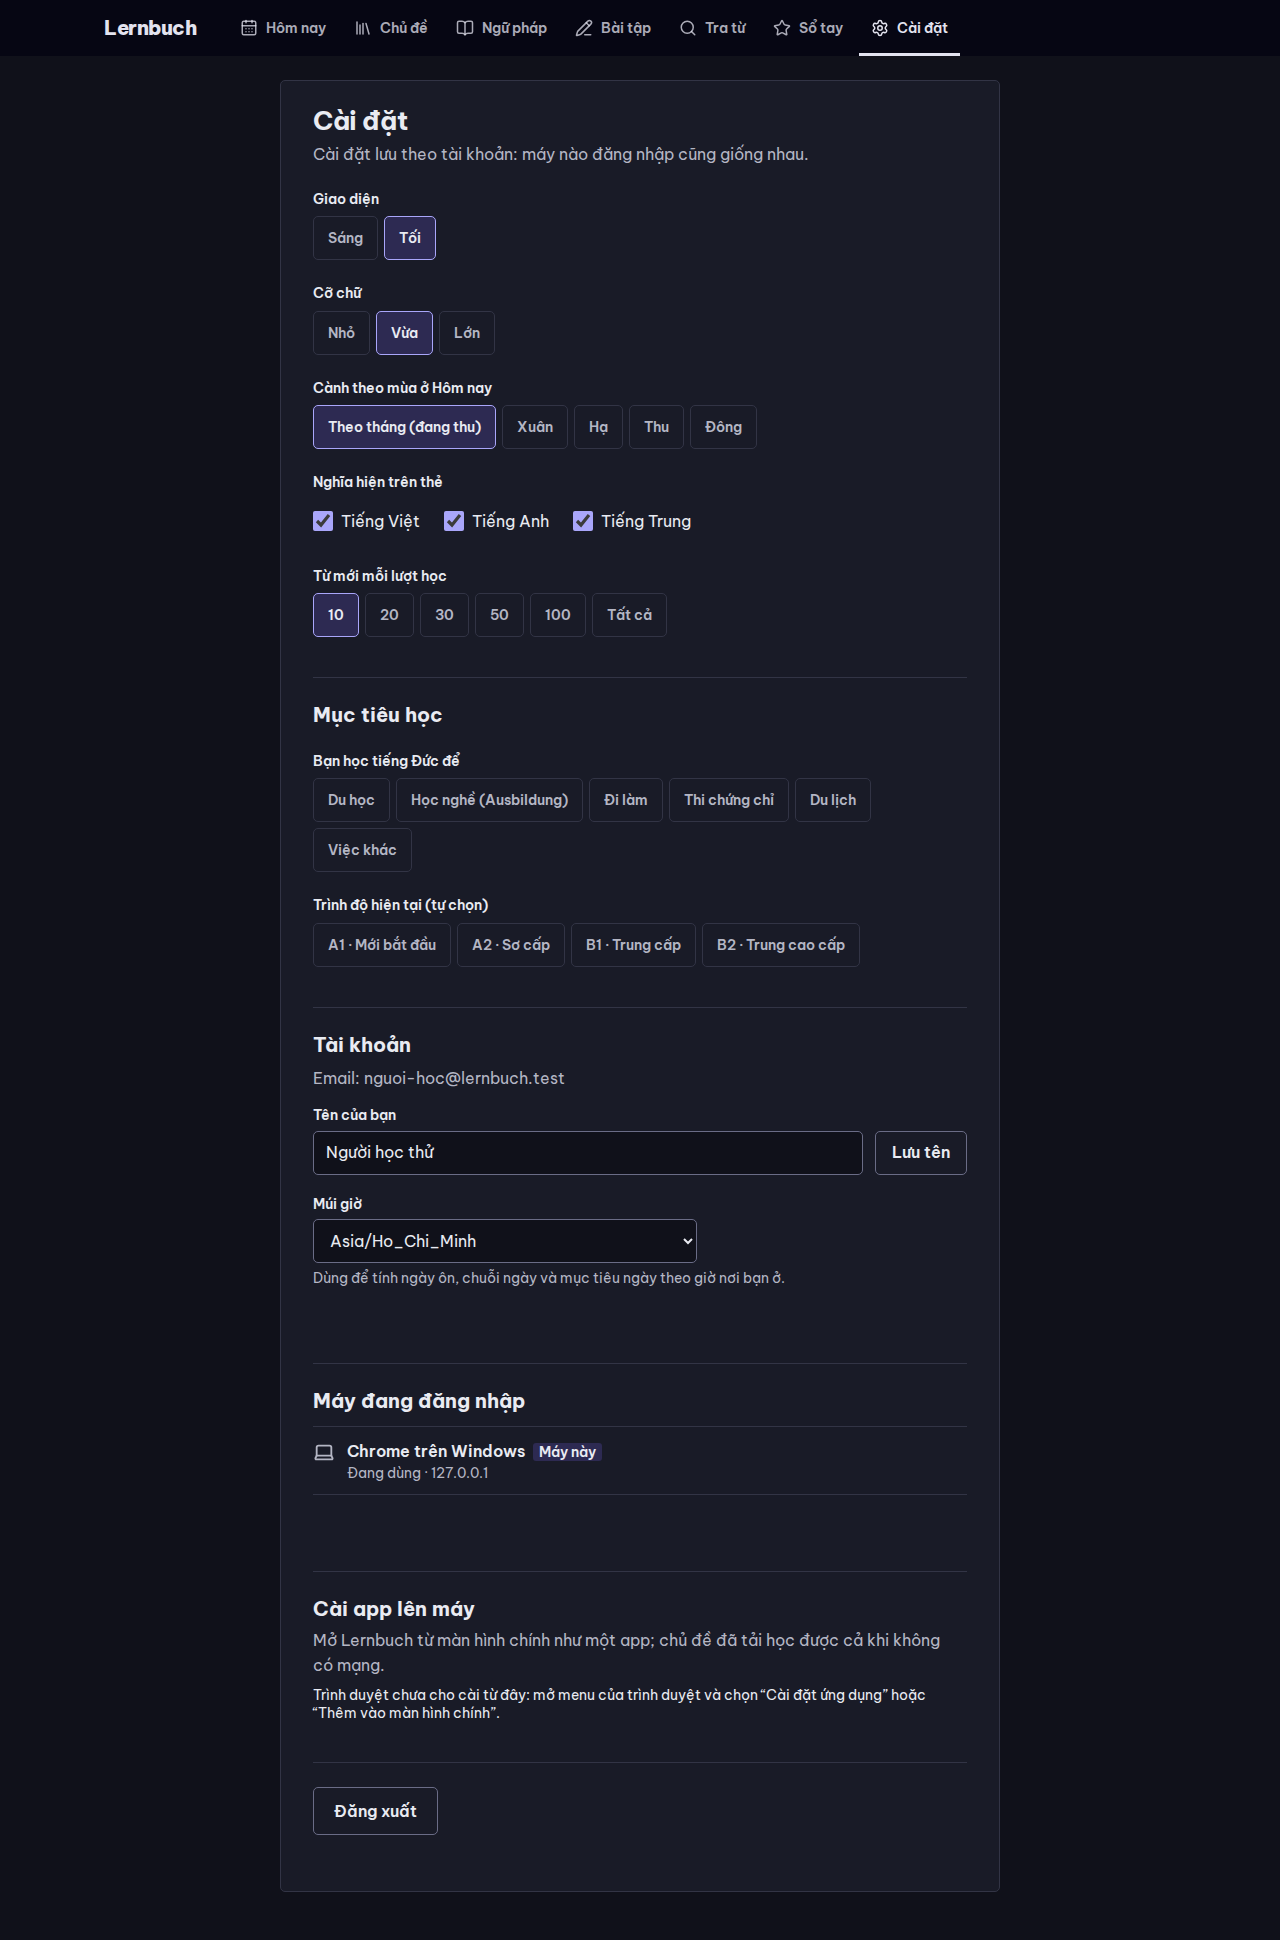 Lernbuch Hôm nay Chủ đề Ngữ pháp Bài tập Tra từ Sổ tay Cài đặt
Cài đặt
Cài đặt lưu theo tài khoản: máy nào đăng nhập cũng giống nhau.
Giao diện
Sáng Tối
Cỡ chữ
Nhỏ Vừa Lớn
Cành theo mùa ở Hôm nay
Theo tháng (đang thu) Xuân Hạ Thu Đông
Nghĩa hiện trên thẻ
Tiếng Việt Tiếng Anh Tiếng Trung
Từ mới mỗi lượt học
10 20 30 50 100 Tất cả
Mục tiêu học
Bạn học tiếng Đức để
Du học Học nghề (Ausbildung) Đi làm Thi chứng chỉ Du lịch
Việc khác
Trình độ hiện tại (tự chọn)
A1 · Mới bắt đầu A2 · Sơ cấp B1 · Trung cấp B2 · Trung cao cấp
Tài khoản
Email: nguoi-hoc@lernbuch.test
Tên của bạn
Người học thử Lưu tên
Múi giờ
Asia/Ho_Chi_Minh
Dùng để tính ngày ôn, chuỗi ngày và mục tiêu ngày theo giờ nơi bạn ở.
Máy đang đăng nhập
Chrome trên Windows Máy này
Đang dùng · 127.0.0.1
Cài app lên máy
Mở Lernbuch từ màn hình chính như một app; chủ đề đã tải học được cả khi không
có mạng.
Trình duyệt chưa cho cài từ đây: mở menu của trình duyệt và chọn “Cài đặt ứng dụng” hoặc
“Thêm vào màn hình chính”.
Đăng xuất